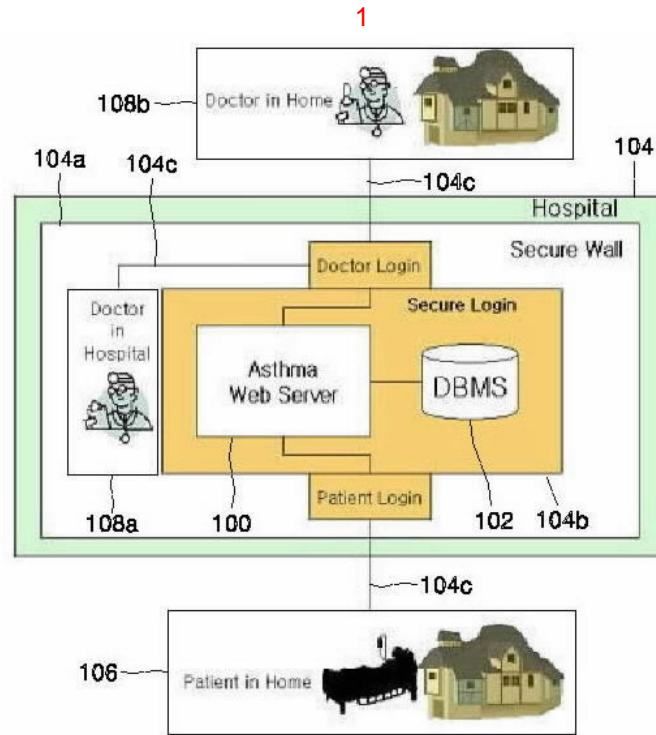 1
108b
Doctor in Home
104a
104c
104c
104
Hospital
Secure Wall
Doctor Login
Doctor
in
Hospital
Secure Login
Asthma
Web Server
DBMS
Patient Login
108a
100
102
104b
104c
106
Patient in Home